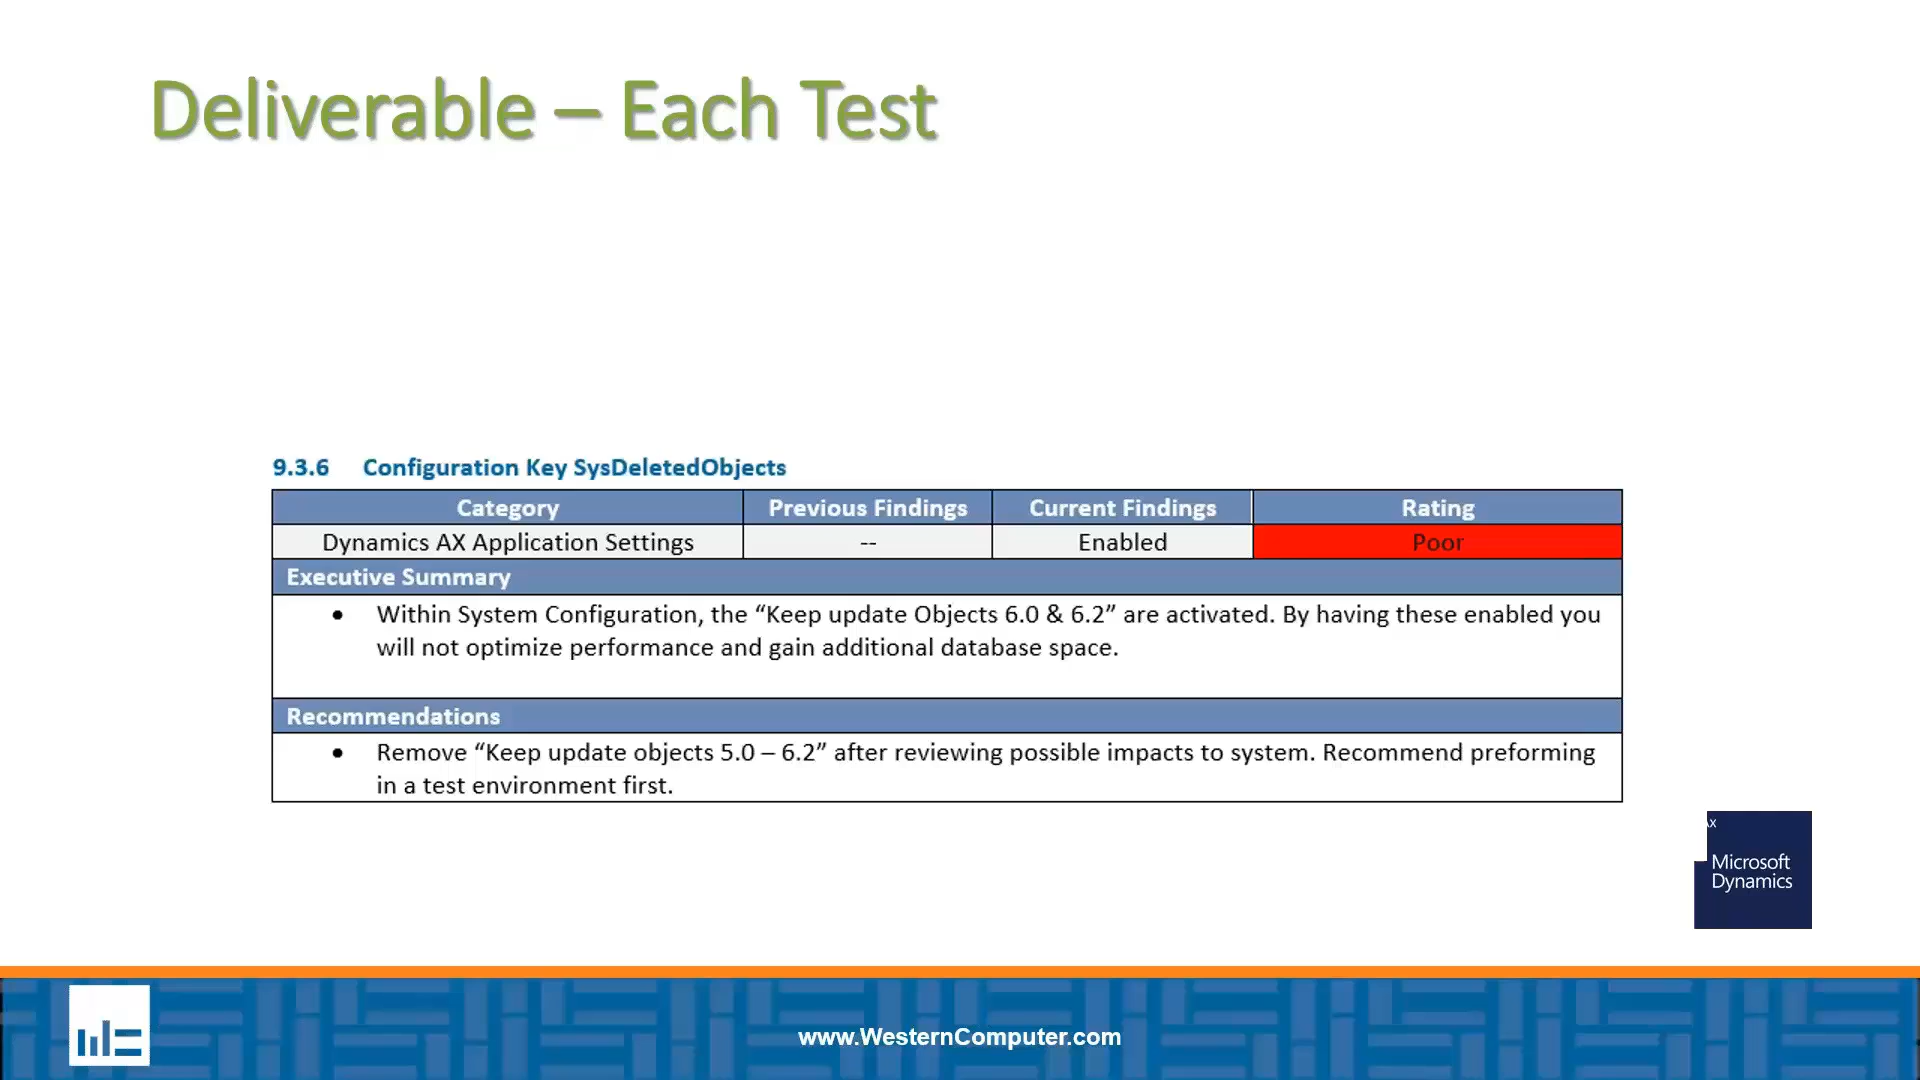 Deliverable – Each Test
9.3.6 Configuration Key SysDeletedObjects
Category Previous Findings Current Findings Rating
Dynamics AX Application Settings -- Enabled Poor
Executive Summary
• Within System Configuration, the “Keep update Objects 6.0 & 6.2” are activated. By having these enabled you
will not optimize performance and gain additional database space.
Recommendations
• Remove “Keep update objects 5.0 – 6.2” after reviewing possible impacts to system. Recommend preforming
in a test environment first.
Microsoft
Dynamics
www.WesternComputer.com